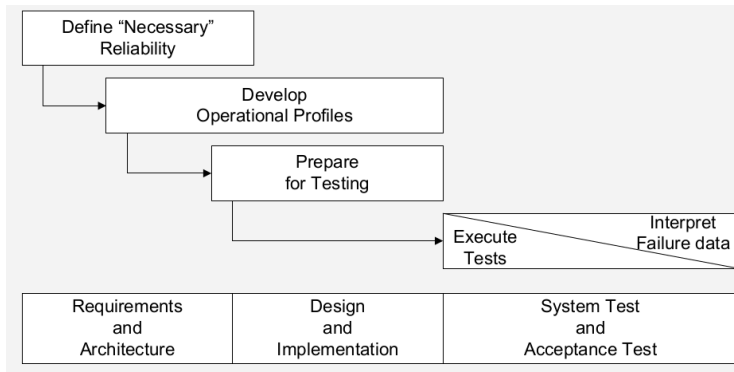 Define “Necessary”
Reliability
Develop
Operational Profiles
Prepare
for Testing
Execute
Tests
Interpret
Failure data
Requirements
and
Architecture
Design
and
Implementation
System Test
and
Acceptance Test